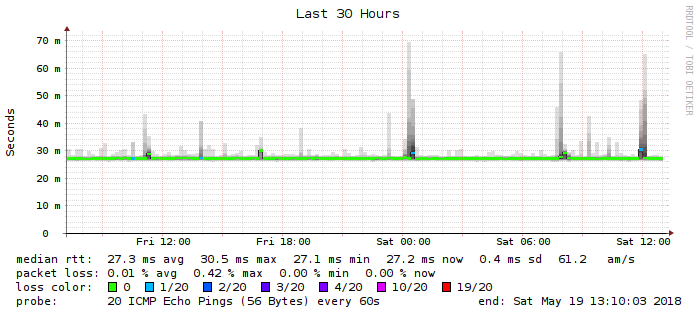 Last 30 Hours
RRDTOOL / TOBI OETIKER
Seconds
70 m
60 m
50 m
40 m
30 m
20 m
10 m
0
Fri 12:00 Fri 18:00 Sat 00:00 Sat 06:00 Sat 12:00
median rtt: 27.3 ms avg 30.5 ms max 27.1 ms min 27.2 ms now 0.4 ms sd 61.2 am/s
packet loss: 0.01 % avg 0.42 % max 0.00 % min 0.00 % now
loss color: 0 1/20 2/20 3/20 4/20 10/20 19/20
probe: 20 ICMP Echo Pings (56 Bytes) every 60s end: Sat May 19 13:10:03 2018